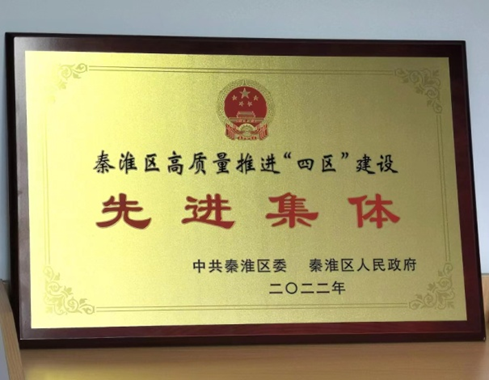 秦淮区高质量推进“四区”建设
先进集体
中共秦淮区委 秦淮区人民政府
二〇二二年